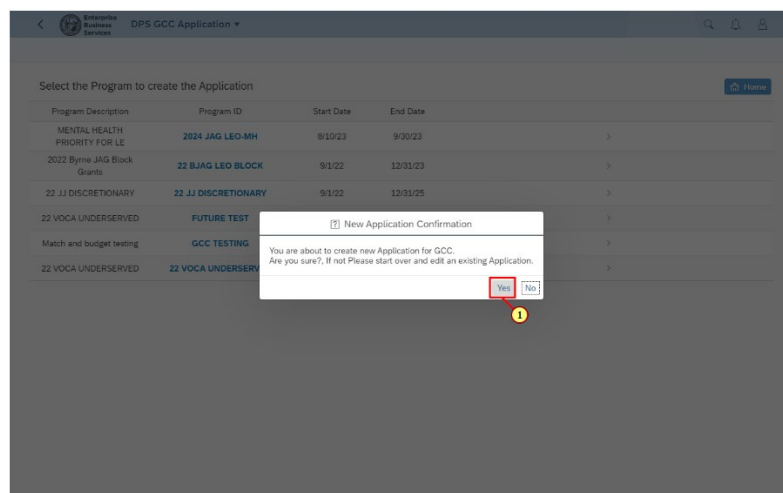 Enterprise
Business
Services
DPS GCC Application
Select the Program to create the Application
Home
Program Description Program ID Start Date End Date
MENTAL HEALTH
PRIORITY FOR LE
2024 JAG LEO-MH 8/10/23 9/30/23
2022 Byrne JAG Block
Grants
22 BJAG LEO BLOCK 9/1/22 12/31/23
22 JJ DISCRETIONARY 22 JJ DISCRETIONARY 9/1/22 12/31/25
22 VOCA UNDERSERVED FUTURE TEST
Match and budget testing GCC TESTING
22 VOCA UNDERSERVED 22 VOCA UNDERSERV
New Application Confirmation
You are about to create new Application for GCC.
Are you sure?, If not Please start over and edit an existing Application.
Yes No
1